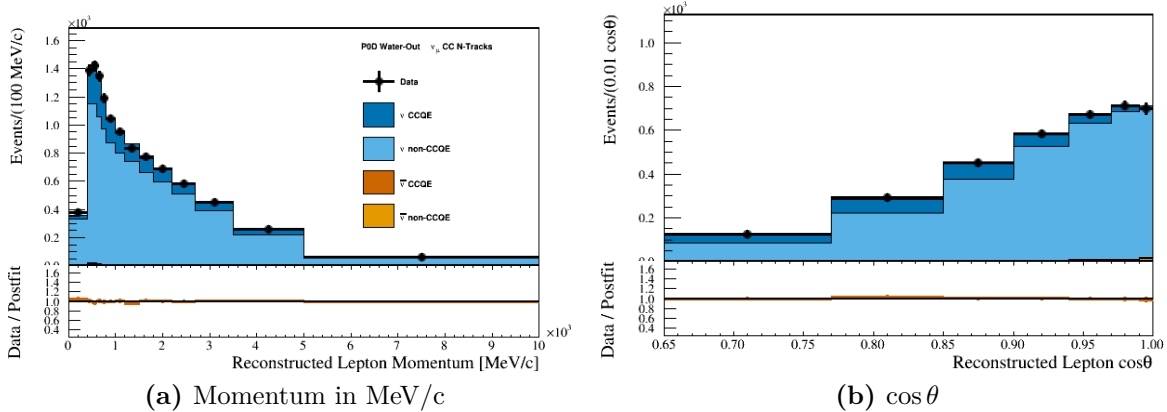 ×10³
Events/(100 MeV/c)
1.6
1.4
1.2
1.0
0.8
0.6
0.4
0.2
0.0
P0D Water-Out ν_μ CC N-Tracks
Data
ν CCQE
ν non-CCQE
ν̅ CCQE
ν̅ non-CCQE
Data / Postfit
1.6
1.4
1.2
1.0
0.8
0.6
0.4
0 1 2 3 4 5 6 7 8 9 10
×10³
Reconstructed Lepton Momentum [MeV/c]
(a) Momentum in MeV/c
×10³
Events/(0.01 cosθ)
1.0
0.8
0.6
0.4
0.2
0.0
Data / Postfit
1.6
1.4
1.2
1.0
0.8
0.6
0.4
0.65 0.70 0.75 0.80 0.85 0.90 0.95 1.00
Reconstructed Lepton cosθ
(b) cos θ